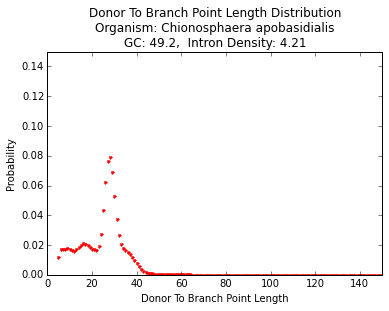 Donor To Branch Point Length Distribution
Organism: Chionosphaera apobasidialis
GC: 49.2,  Intron Density: 4.21
0.14
0.12
0.10
0.08
0.06
0.04
0.02
0.00
Probability
0 20 40 60 80 100 120 140
Donor To Branch Point Length